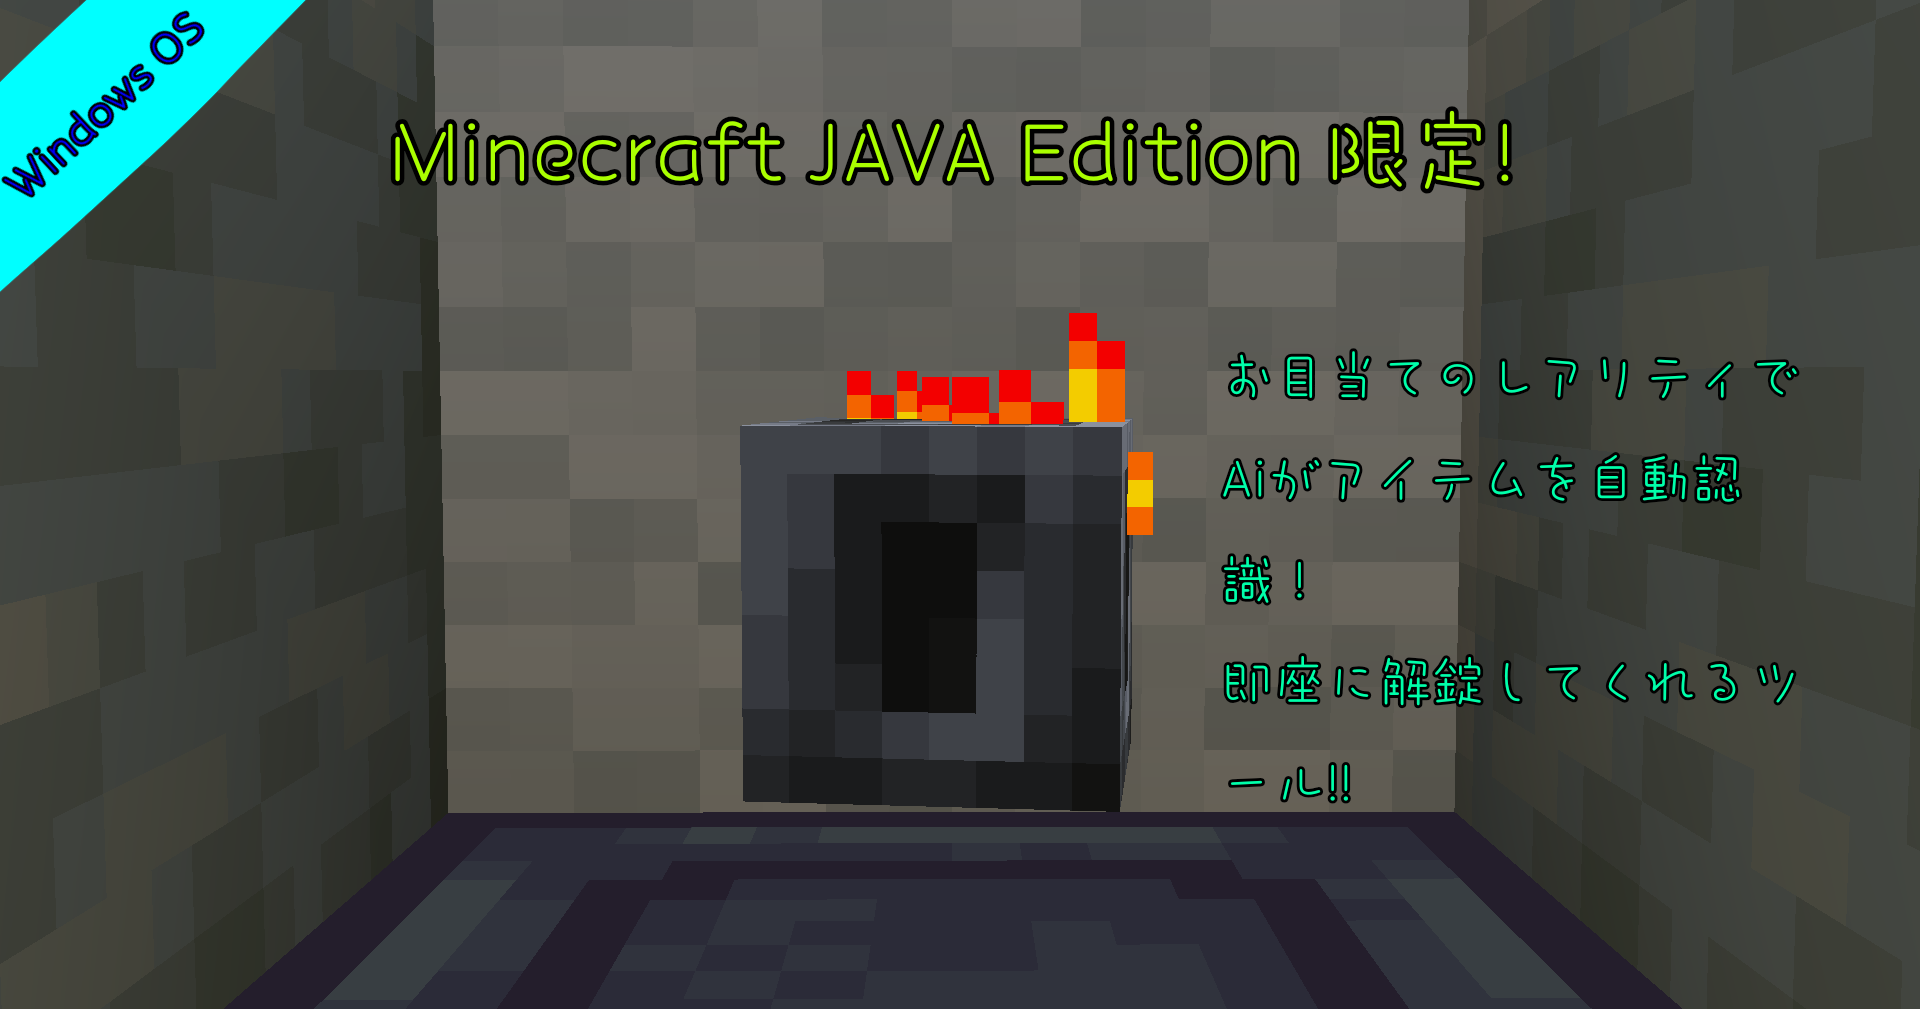 Windows OS
Minecraft JAVA Edition 限定!
お目当てのレアリティで
Aiがアイテムを自動認
識！
即座に解錠してくれるツ
ール!!